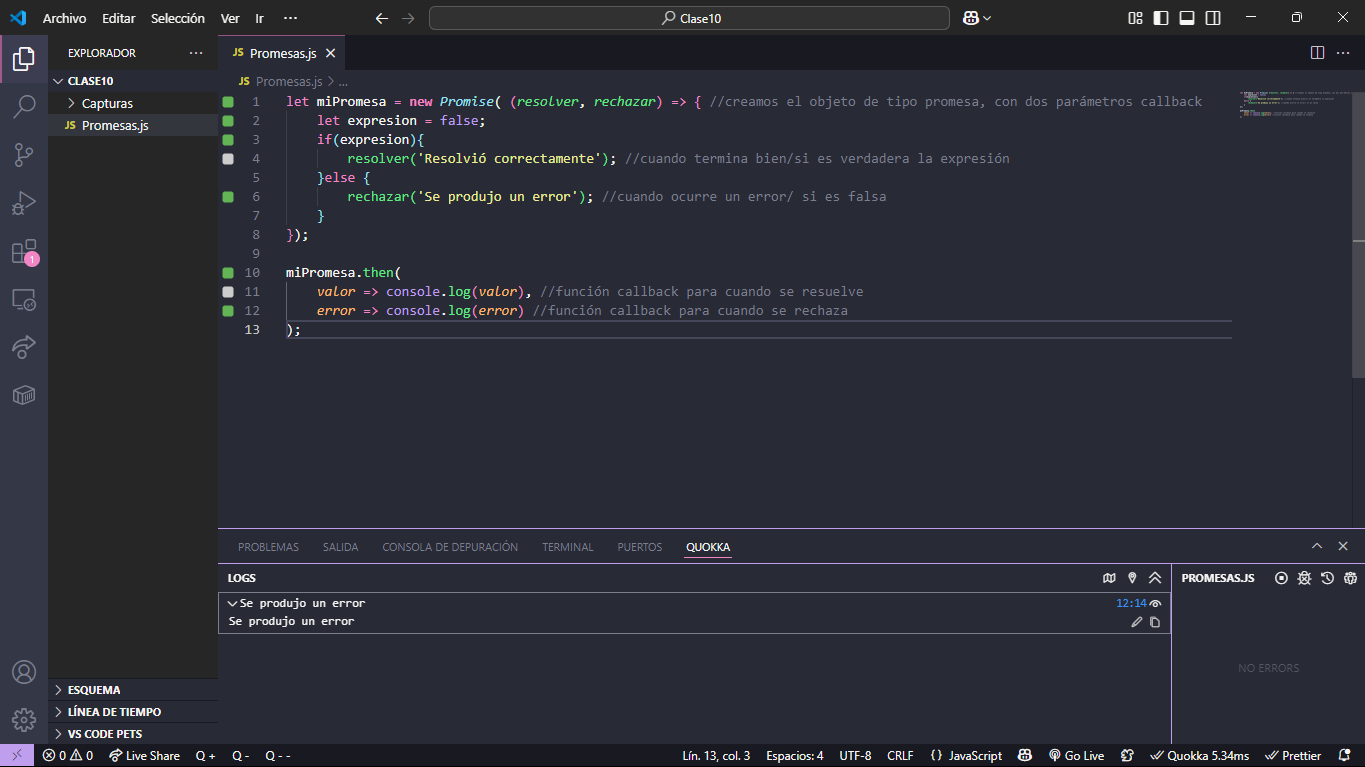 Archivo Editar Selección Ver Ir ··· Clase10
EXPLORADOR ···
CLASE10
Capturas
JS Promesas.js
1
JS Promesas.js
JS Promesas.js > ...
1 let miPromesa = new Promise( (resolver, rechazar) => { //creamos el objeto de tipo promesa, con dos parámetros callback
2 let expresion = false;
3 if(expresion){
4 resolver('Resolvió correctamente'); //cuando termina bien/si es verdadera la expresión
5 }else {
6 rechazar('Se produjo un error'); //cuando ocurre un error/ si es falsa
7 }
8 });
9
10 miPromesa.then(
11 valor => console.log(valor), //función callback para cuando se resuelve
12 error => console.log(error) //función callback para cuando se rechaza
13 );
PROBLEMAS SALIDA CONSOLA DE DEPURACIÓN TERMINAL PUERTOS QUOKKA
LOGS
Se produjo un error 12:14
Se produjo un error
PROMESAS.JS
NO ERRORS
ESQUEMA
LÍNEA DE TIEMPO
VS CODE PETS
0 0 Live Share Q + Q - Q - - Lín. 13, col. 3 Espacios: 4 UTF-8 CRLF {} JavaScript Go Live Quokka 5.34ms Prettier